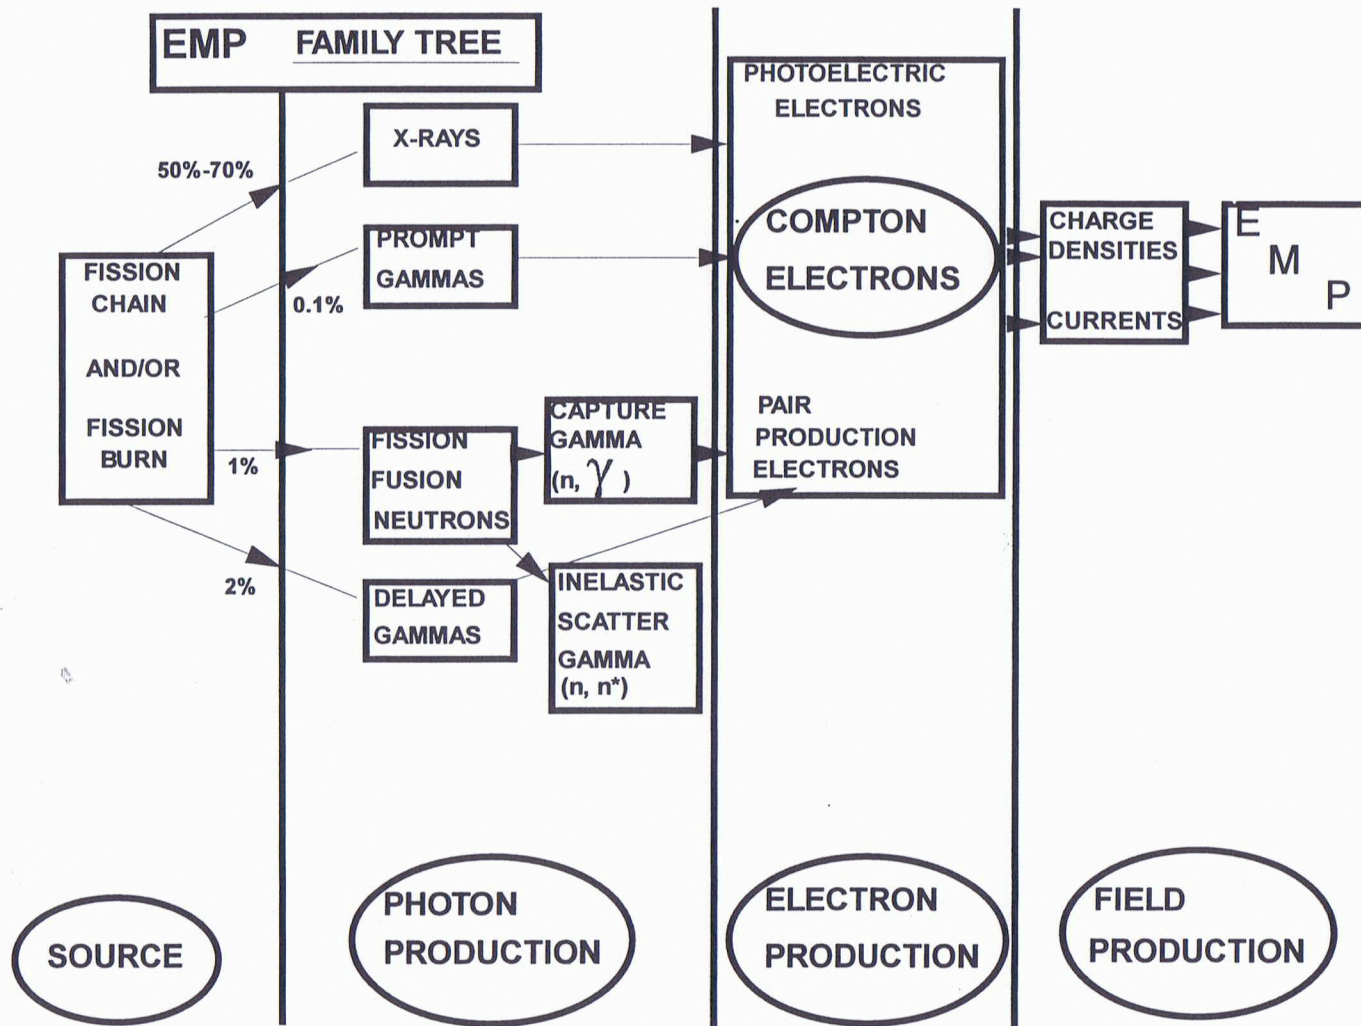 EMP FAMILY TREE
50%-70%
0.1%
1%
2%
FISSION
CHAIN
AND/OR
FISSION
BURN
X-RAYS
PROMPT
GAMMAS
FISSION
FUSION
NEUTRONS
DELAYED
GAMMAS
CAPTURE
GAMMA
(n, γ)
INELASTIC
SCATTER
GAMMA
(n, n*)
PHOTOELECTRIC
ELECTRONS
COMPTON
ELECTRONS
PAIR
PRODUCTION
ELECTRONS
CHARGE
DENSITIES
CURRENTS
E
M
P
SOURCE
PHOTON
PRODUCTION
ELECTRON
PRODUCTION
FIELD
PRODUCTION